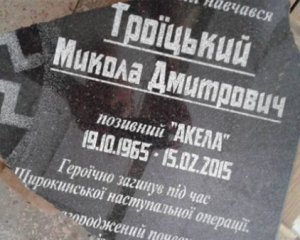 навчався
Троїцький
Микола Дмитрович
позивний "АКЕЛА"
19.10.1965 - 15.02.2015
Героїчно загинув під час
Широкинської наступальної операції.